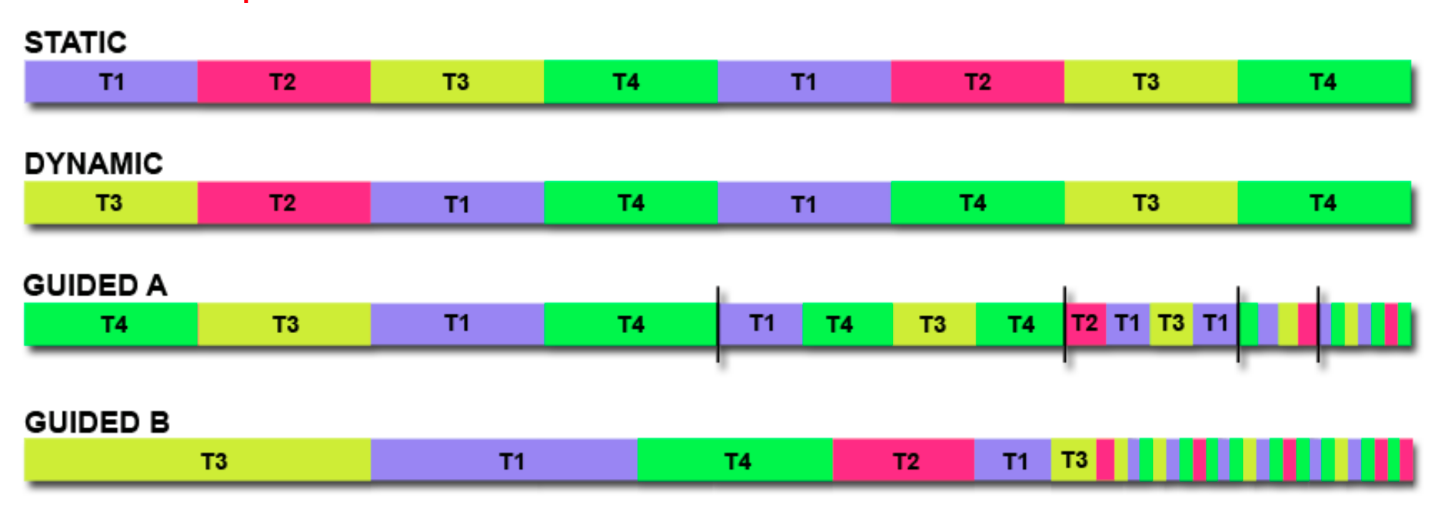 STATIC
T1 T2 T3 T4 T1 T2 T3 T4
DYNAMIC
T3 T2 T1 T4 T1 T4 T3 T4
GUIDED A
T4 T3 T1 T4 T1 T4 T3 T4 T2 T1 T3 T1
GUIDED B
T3 T1 T4 T2 T1 T3